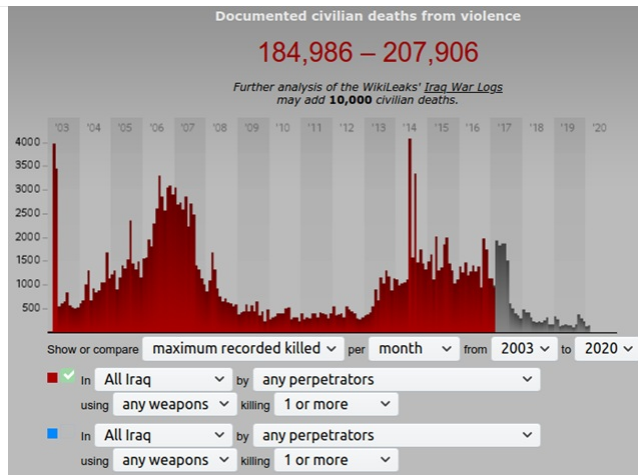 Documented civilian deaths from violence
184,986 – 207,906
Further analysis of the WikiLeaks' Iraq War Logs
may add 10,000 civilian deaths.
'03 '04 '05 '06 '07 '08 '09 '10 '11 '12 '13 '14 '15 '16 '17 '18 '19 '20
4000
3500
3000
2500
2000
1500
1000
500
Show or compare maximum recorded killed per month from 2003 to 2020
In All Iraq by any perpetrators
using any weapons killing 1 or more
In All Iraq by any perpetrators
using any weapons killing 1 or more